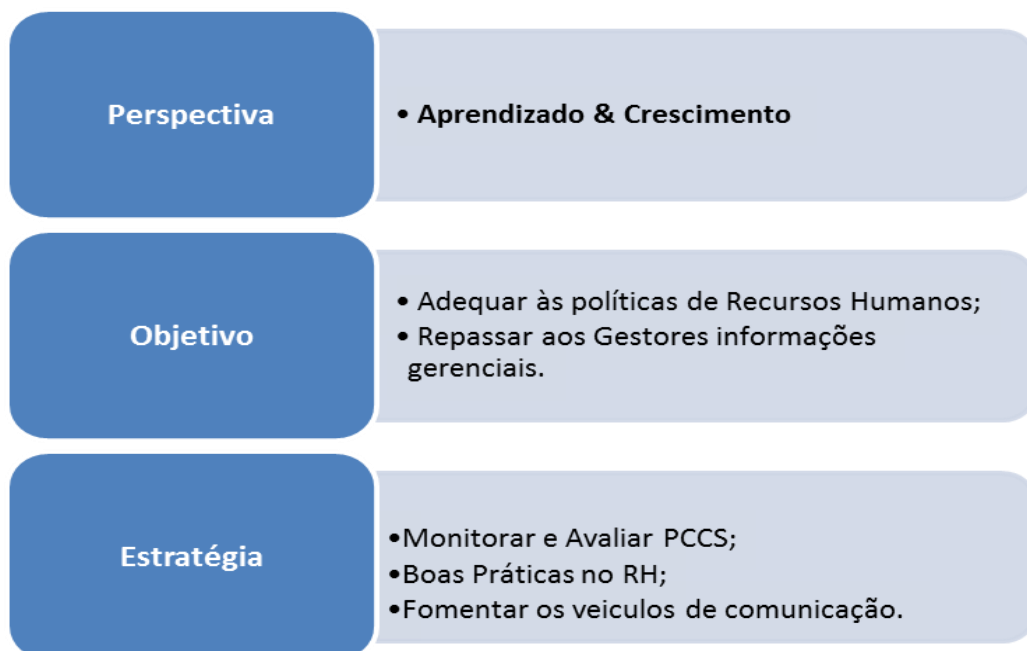 Perspectiva
• Aprendizado & Crescimento
Objetivo
• Adequar às políticas de Recursos Humanos;
• Repassar aos Gestores informações
gerenciais.
Estratégia
•Monitorar e Avaliar PCCS;
•Boas Práticas no RH;
•Fomentar os veiculos de comunicação.